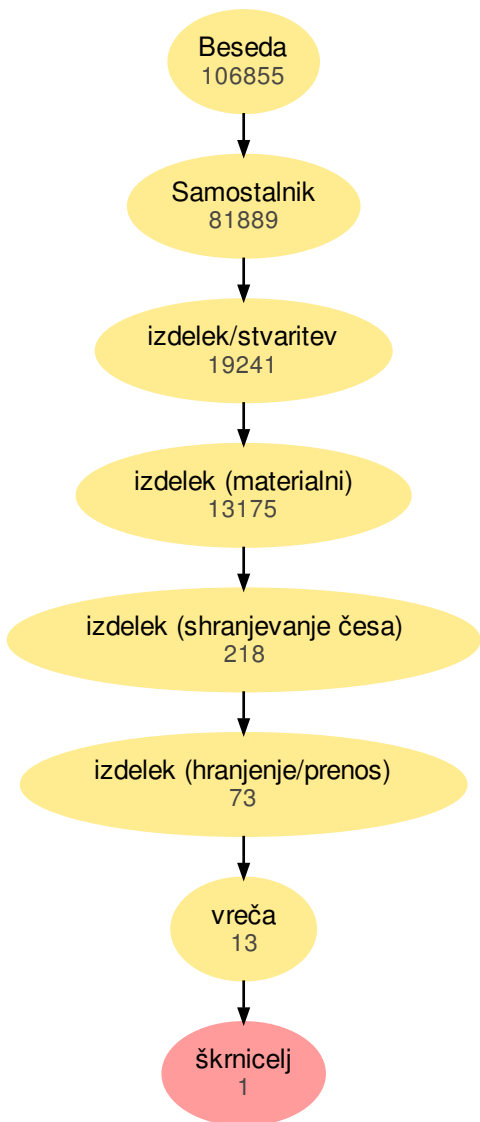 Beseda
106855
Samostalnik
81889
izdelek/stvaritev
19241
izdelek (materialni)
13175
izdelek (shranjevanje česa)
218
izdelek (hranjenje/prenos)
73
vreča
13
škrnicelj
1